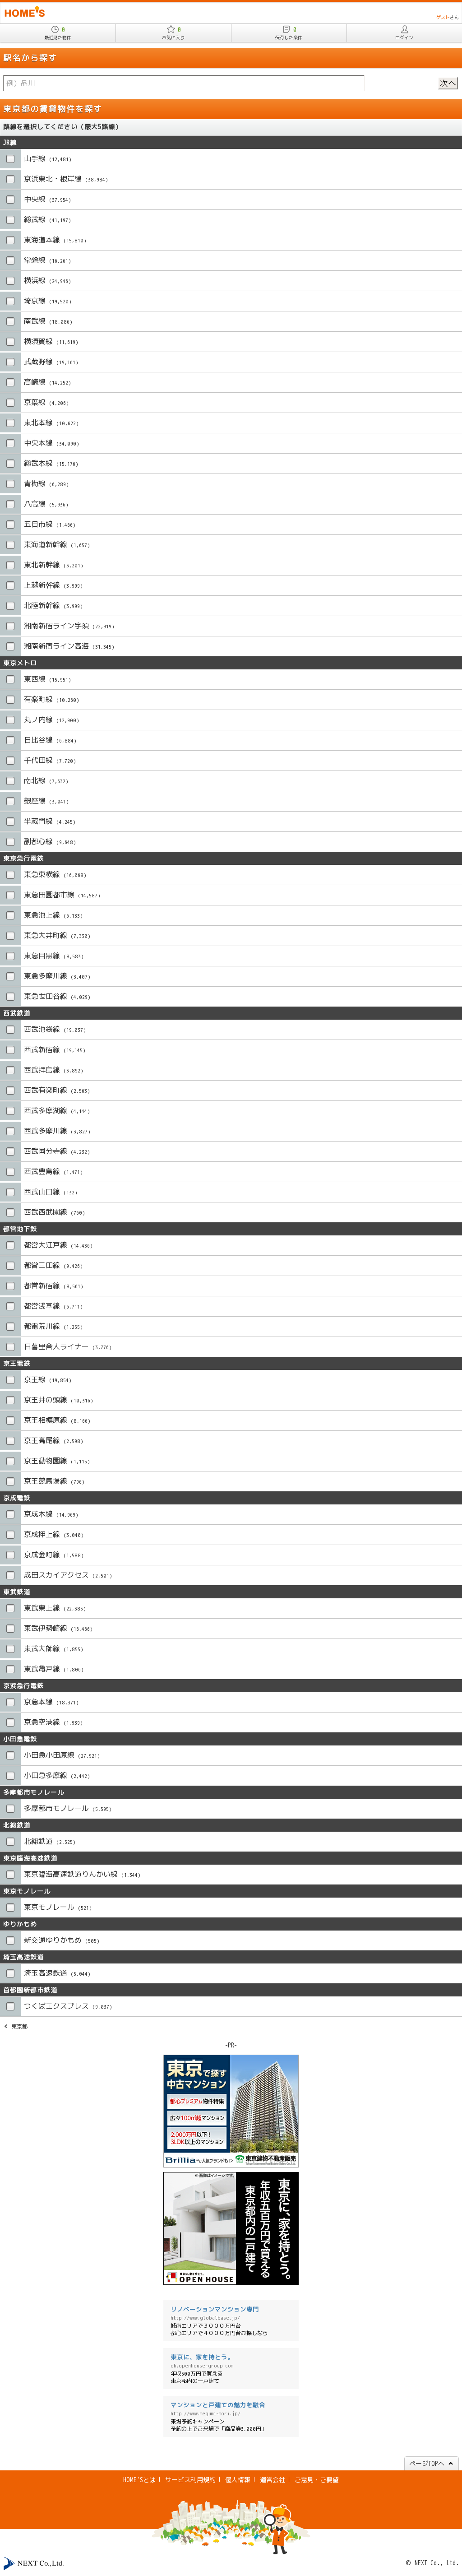 HOME'S
ゲストさん
0
最近見た物件
0
お気に入り
0
保存した条件
ログイン
駅名から探す
例）品川
次へ
東京都の賃貸物件を探す
路線を選択してください（最大5路線）
JR線
山手線 (12,481)
京浜東北・根岸線 (38,984)
中央線 (37,954)
総武線 (41,197)
東海道本線 (15,810)
常磐線 (16,261)
横浜線 (24,946)
埼京線 (19,520)
南武線 (18,086)
横須賀線 (11,619)
武蔵野線 (19,161)
高崎線 (14,252)
京葉線 (4,206)
東北本線 (10,622)
中央本線 (34,090)
総武本線 (15,176)
青梅線 (6,289)
八高線 (5,936)
五日市線 (1,466)
東海道新幹線 (1,657)
東北新幹線 (3,201)
上越新幹線 (3,999)
北陸新幹線 (3,999)
湘南新宿ライン宇須 (22,919)
湘南新宿ライン高海 (31,345)
東京メトロ
東西線 (15,951)
有楽町線 (10,260)
丸ノ内線 (12,900)
日比谷線 (6,884)
千代田線 (7,720)
南北線 (7,632)
銀座線 (3,041)
半蔵門線 (4,245)
副都心線 (9,648)
東京急行電鉄
東急東横線 (16,068)
東急田園都市線 (14,587)
東急池上線 (6,155)
東急大井町線 (7,330)
東急目黒線 (8,583)
東急多摩川線 (3,407)
東急世田谷線 (4,029)
西武鉄道
西武池袋線 (19,037)
西武新宿線 (19,145)
西武拝島線 (3,892)
西武有楽町線 (2,563)
西武多摩湖線 (4,144)
西武多摩川線 (3,827)
西武国分寺線 (4,232)
西武豊島線 (1,471)
西武山口線 (132)
西武西武園線 (760)
都営地下鉄
都営大江戸線 (14,436)
都営三田線 (9,426)
都営新宿線 (8,561)
都営浅草線 (6,711)
都電荒川線 (1,255)
日暮里舎人ライナー (3,776)
京王電鉄
京王線 (19,854)
京王井の頭線 (10,316)
京王相模原線 (8,166)
京王高尾線 (2,598)
京王動物園線 (1,115)
京王競馬場線 (796)
京成電鉄
京成本線 (14,969)
京成押上線 (3,040)
京成金町線 (1,588)
成田スカイアクセス (2,501)
東武鉄道
東武東上線 (22,385)
東武伊勢崎線 (16,466)
東武大師線 (1,855)
東武亀戸線 (1,806)
京浜急行電鉄
京急本線 (10,371)
京急空港線 (1,939)
小田急電鉄
小田急小田原線 (27,921)
小田急多摩線 (2,442)
多摩都市モノレール
多摩都市モノレール (5,595)
北総鉄道
北総鉄道 (2,525)
東京臨海高速鉄道
東京臨海高速鉄道りんかい線 (1,344)
東京モノレール
東京モノレール (521)
ゆりかもめ
新交通ゆりかもめ (505)
埼玉高速鉄道
埼玉高速鉄道 (5,044)
首都圏新都市鉄道
つくばエクスプレス (9,037)
東京都
-PR-
東京で探す
中古マンション
都心プレミアム物件特集
広々100㎡超マンション
2,000万円以下!
3LDK以上のマンション
Brillia など人気ブランドも! 東京建物不動産販売
※画像はイメージです。
東京に、家を持とう。
年収五百万円で買える
東京都内の一戸建て
東京に、家を持とう。
OPEN HOUSE
リノベーションマンション専門
http://www.globalbase.jp/
城南エリアで３０００万円台
都心エリアで４０００万円台お探しなら
東京に、家を持とう。
oh.openhouse-group.com
年収500万円で買える
東京都内の一戸建て
マンションと戸建ての魅力を融合
http://www.megami-mori.jp/
来場予約キャンペーン
予約の上でご来場で「商品券3,000円」
ページTOPへ
HOME'Sとは | サービス利用規約 | 個人情報 | 運営会社 | ご意見・ご要望
NEXT Co.,Ltd.
© NEXT Co., Ltd.